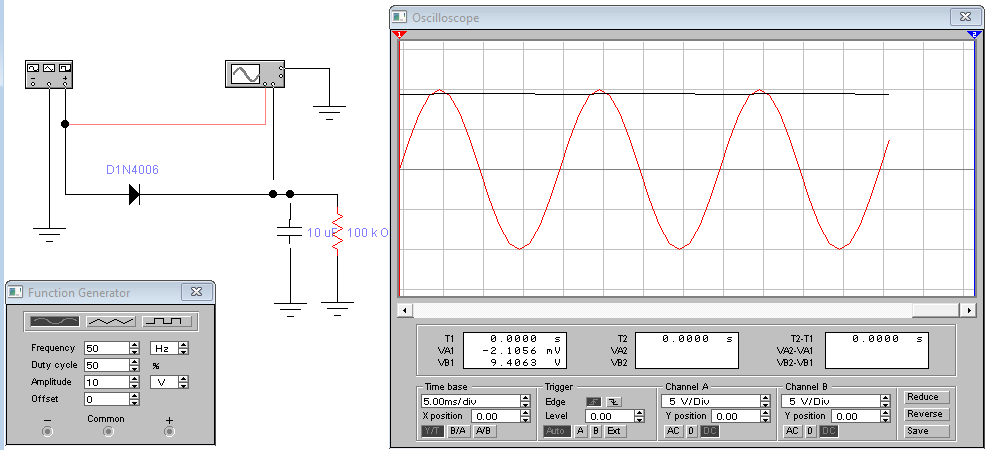 Oscilloscope
1
2
D1N4006
10 uF
100 kO
Function Generator
Frequency 50 Hz
Duty cycle 50 %
Amplitude 10 V
Offset 0
− Common +
T1 0.0000 s
VA1 -2.1056 mV
VB1 9.4063 V
T2 0.0000 s
VA2
VB2
T2-T1 0.0000 s
VA2-VA1
VB2-VB1
Time base
5.00ms/div
X position 0.00
Y/T B/A A/B
Trigger
Edge
Level 0.00
Auto A B Ext
Channel A
5 V/Div
Y position 0.00
AC 0 DC
Channel B
5 V/Div
Y position 0.00
AC 0 DC
Reduce
Reverse
Save